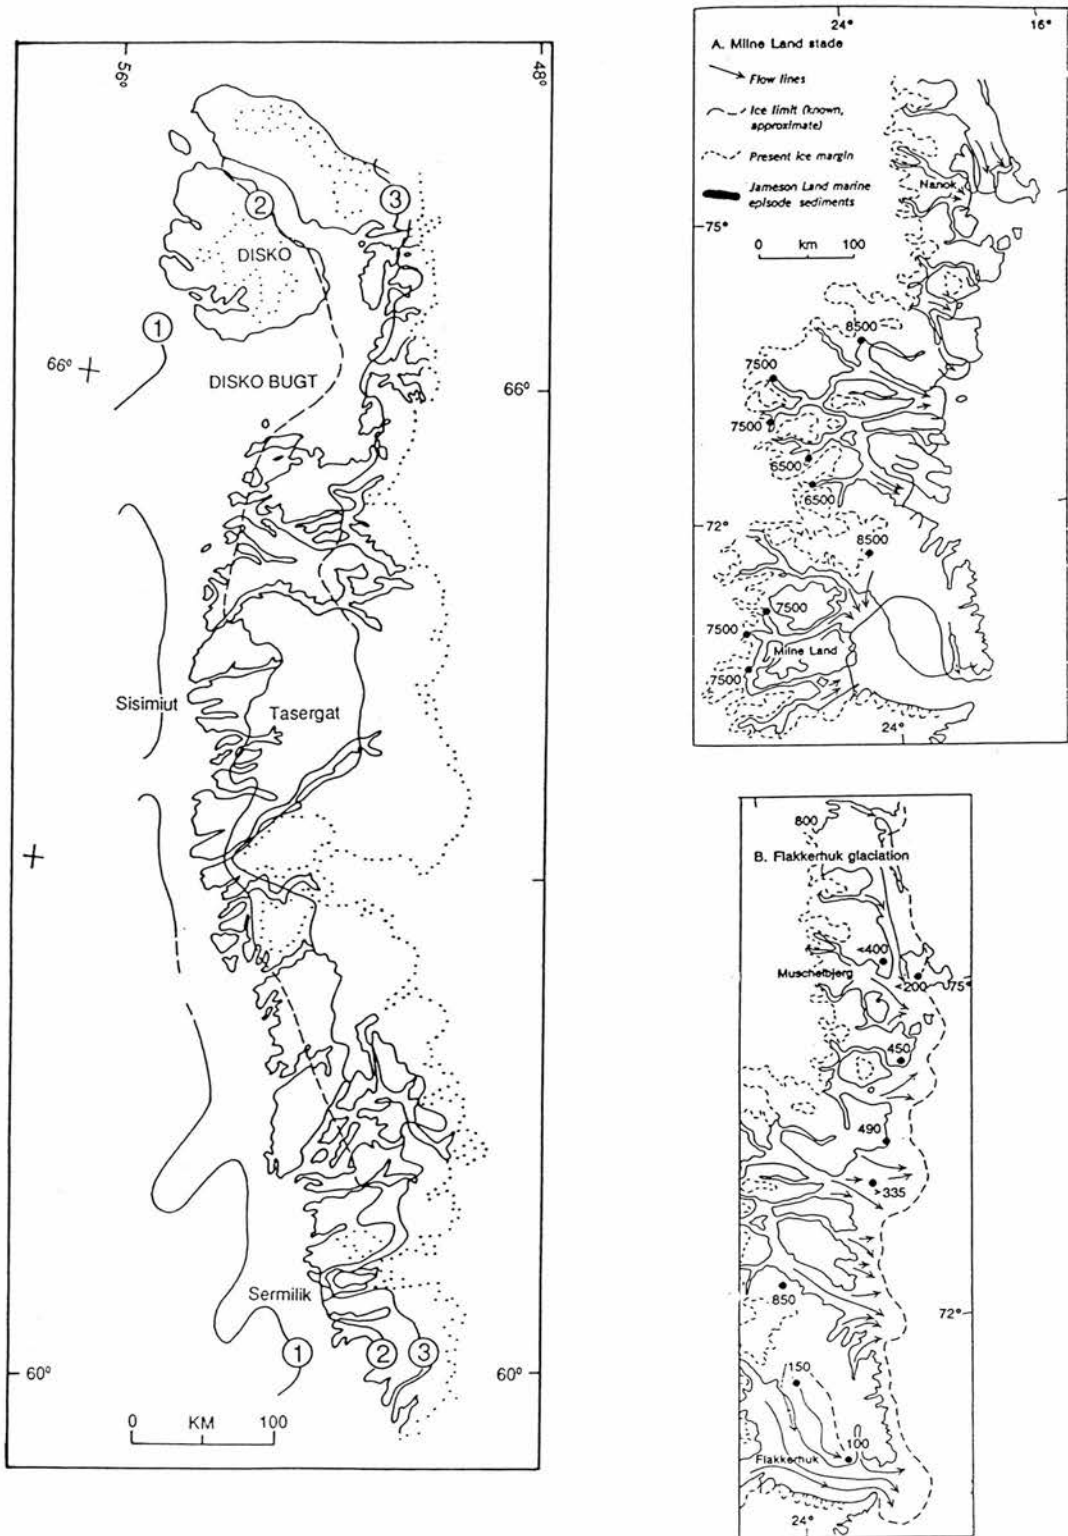 56°
48°
②
③
DISKO
①
66°
DISKO BUGT
66°
Sisimiut
Tasergat
Sermilik
①
②
③
60°
60°
0 KM 100
24°
16°
A. Milne Land stade
Flow lines
Ice limit (known,
approximate)
Present ice margin
Jameson Land marine
episode sediments
0 km 100
Nanok
75°
8500
7500
7500
6500
6500
72°
8500
7500
7500
Milne Land
7500
24°
800
B. Flakkerhuk glaciation
<400
Muschelbjerg
<200
75°
450
490
>335
850
72°
150
100
Flakkerhuk
24°